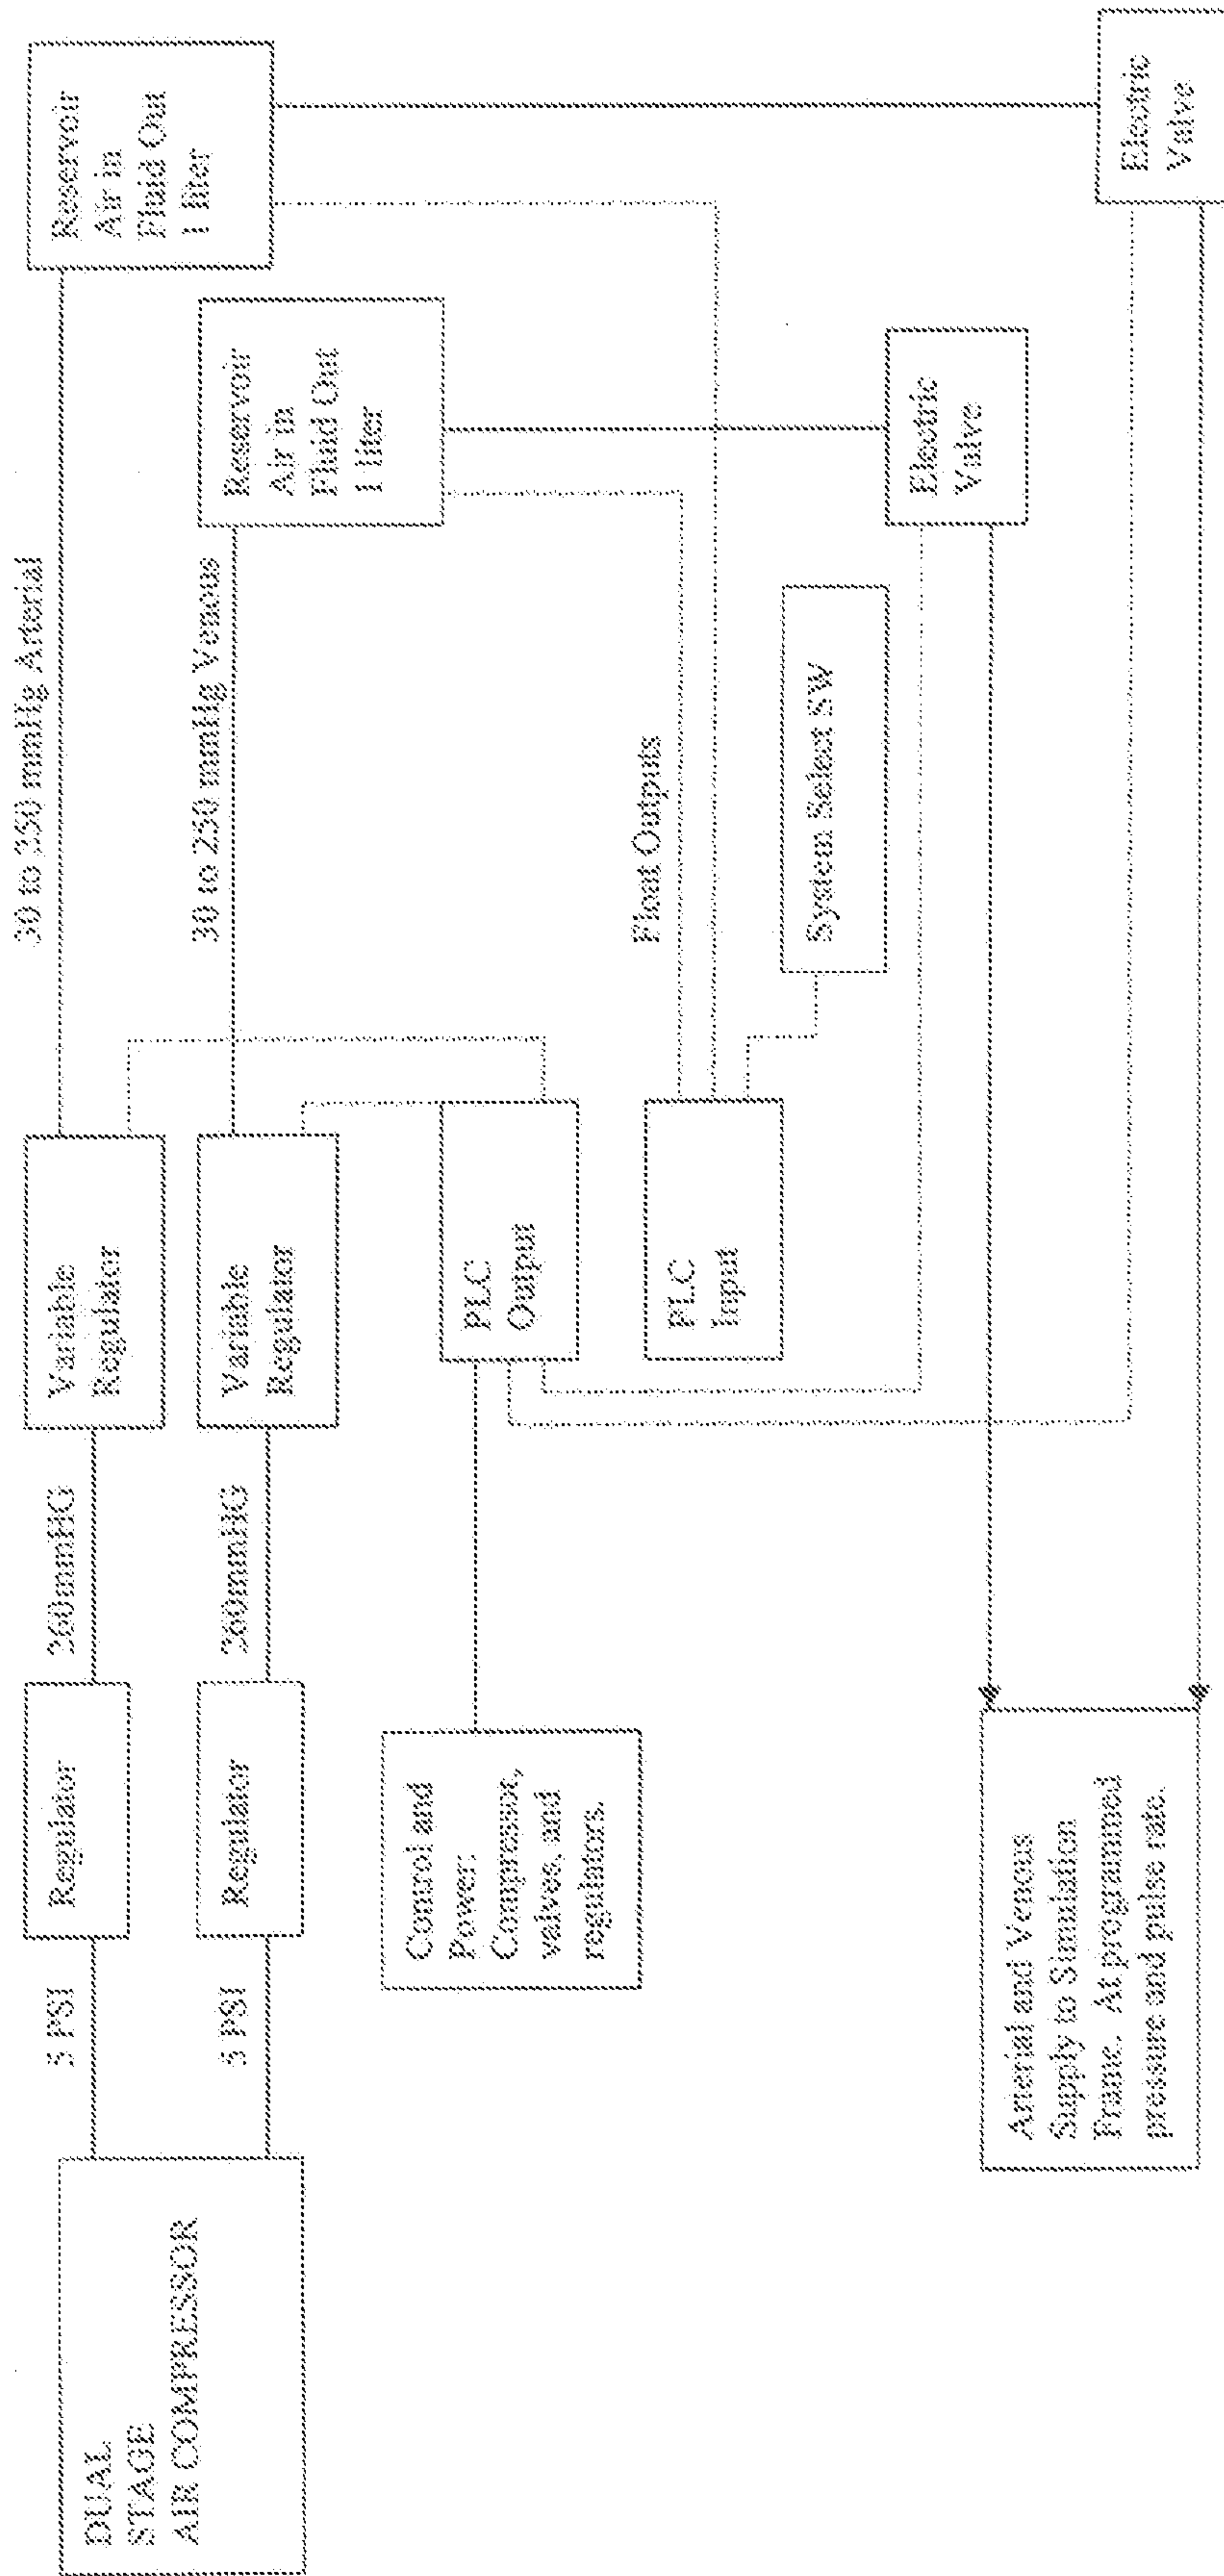 DUAL
STAGE
AIR COMPRESSOR
5 PSI
5 PSI
Regulator
Regulator
360mmHG
360mmHG
Variable
Regulator
Variable
Regulator
30 to 350 mmHg Arterial
30 to 250 mmHg Venous
Reservoir
Air in
Fluid Out
1 liter
Reservoir
Air in
Fluid Out
1 liter
Control and
Power:
Compressor,
valves, and
regulators.
PLC
Output
PLC
Input
Float Outputs
System Select SW
Electric
Valve
Electric
Valve
Arterial and Venous
Supply to Simulation
Frame. At programmed
pressure and pulse rate.